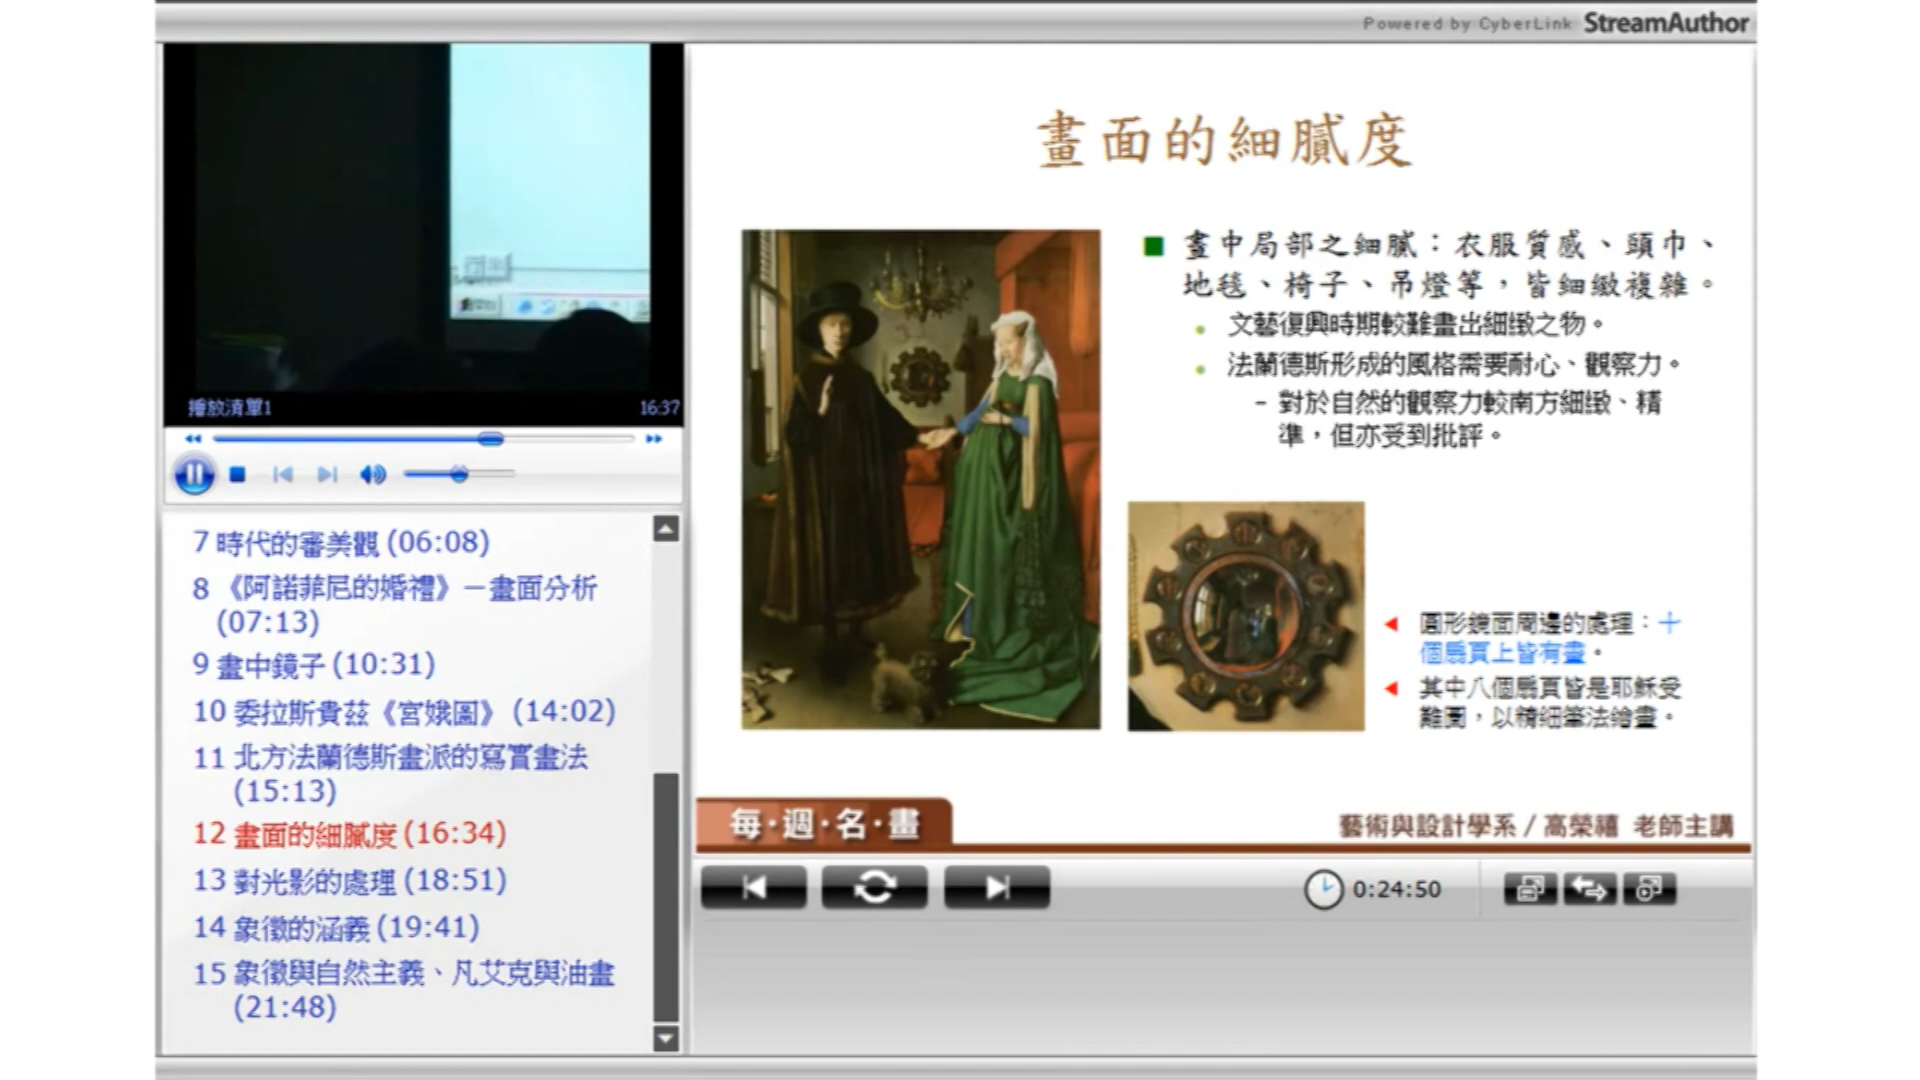 Powered by CyberLink StreamAuthor
播放清單1
16:37
7 時代的審美觀 (06:08)
8 《阿諾菲尼的婚禮》－畫面分析
(07:13)
9 畫中鏡子 (10:31)
10 委拉斯貴茲《宮娥圖》 (14:02)
11 北方法蘭德斯畫派的寫實畫法
(15:13)
12 畫面的細膩度 (16:34)
13 對光影的處理 (18:51)
14 象徵的涵義 (19:41)
15 象徵與自然主義、凡艾克與油畫
(21:48)
畫面的細膩度
畫中局部之細膩：衣服質感、頭巾、
地毯、椅子、吊燈等，皆細緻複雜。
文藝復興時期較難畫出細緻之物。
法蘭德斯形成的風格需要耐心、觀察力。
– 對於自然的觀察力較南方細緻、精
準，但亦受到批評。
圓形鏡面周邊的處理：十
個扇頁上皆有畫。
其中八個扇頁皆是耶穌受
難圖，以精細筆法繪畫。
每·週·名·畫
藝術與設計學系 / 高榮禧 老師主講
0:24:50